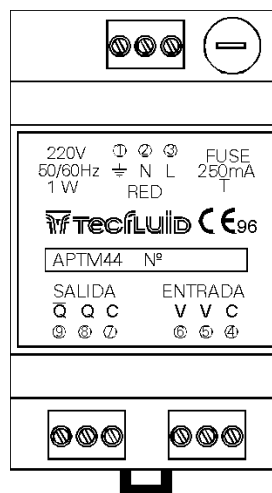 220V ① ② ③ FUSE
50/60Hz ⏚ N L 250mA
1 W RED T
TECFLUID CE96
APTM44 Nº
SALIDA ENTRADA
Q̅ Q C V V C
⑨ ⑧ ⑦ ⑥ ⑤ ④